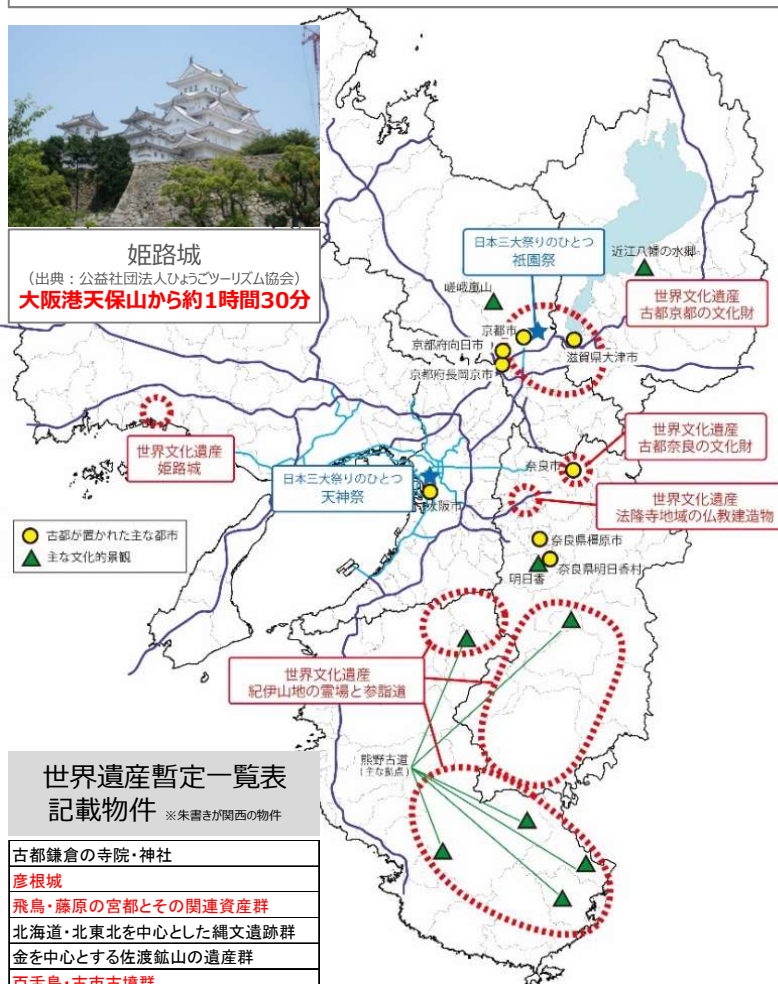 姫路城
(出典：公益社団法人ひょうごツーリズム協会)
大阪港天保山から約1時間30分
日本三大祭りのひとつ
祇園祭
近江八幡の水郷
嵯峨嵐山
世界文化遺産
古都京都の文化財
京都市
京都府向日市
滋賀県大津市
京都府長岡京市
世界文化遺産
姫路城
世界文化遺産
古都奈良の文化財
奈良市
日本三大祭りのひとつ
天神祭
大阪市
世界文化遺産
法隆寺地域の仏教建造物
古都が置かれた主な都市
主な文化的景観
奈良県橿原市
奈良県明日香村
明日香
世界文化遺産
紀伊山地の霊場と参詣道
熊野古道
(主な拠点)
世界遺産暫定一覧表
記載物件 ※朱書きが関西の物件
古都鎌倉の寺院・神社
彦根城
飛鳥・藤原の宮都とその関連資産群
北海道・北東北を中心とした縄文遺跡群
金を中心とする佐渡鉱山の遺産群
百舌鳥・古市古墳群